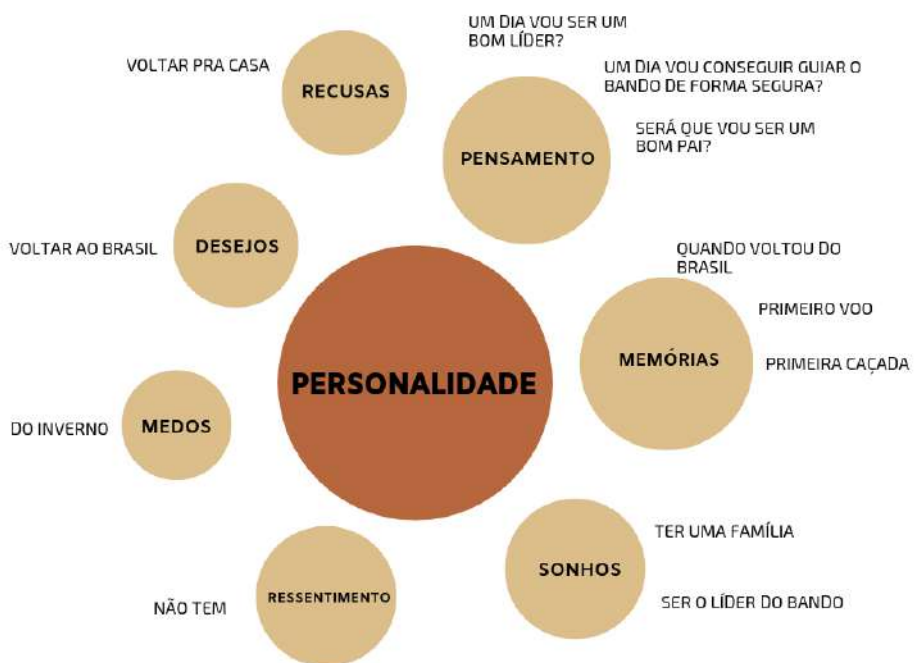 UM DIA VOU SER UM
BOM LÍDER?
VOLTAR PRA CASA
RECUSAS
UM DIA VOU CONSEGUIR GUIAR O
BANDO DE FORMA SEGURA?
PENSAMENTO
SERÁ QUE VOU SER UM
BOM PAI?
VOLTAR AO BRASIL
DESEJOS
QUANDO VOLTOU DO
BRASIL
PRIMEIRO VOO
MEMÓRIAS
PRIMEIRA CAÇADA
PERSONALIDADE
DO INVERNO
MEDOS
TER UMA FAMÍLIA
SONHOS
SER O LÍDER DO BANDO
NÃO TEM
RESSENTIMENTO